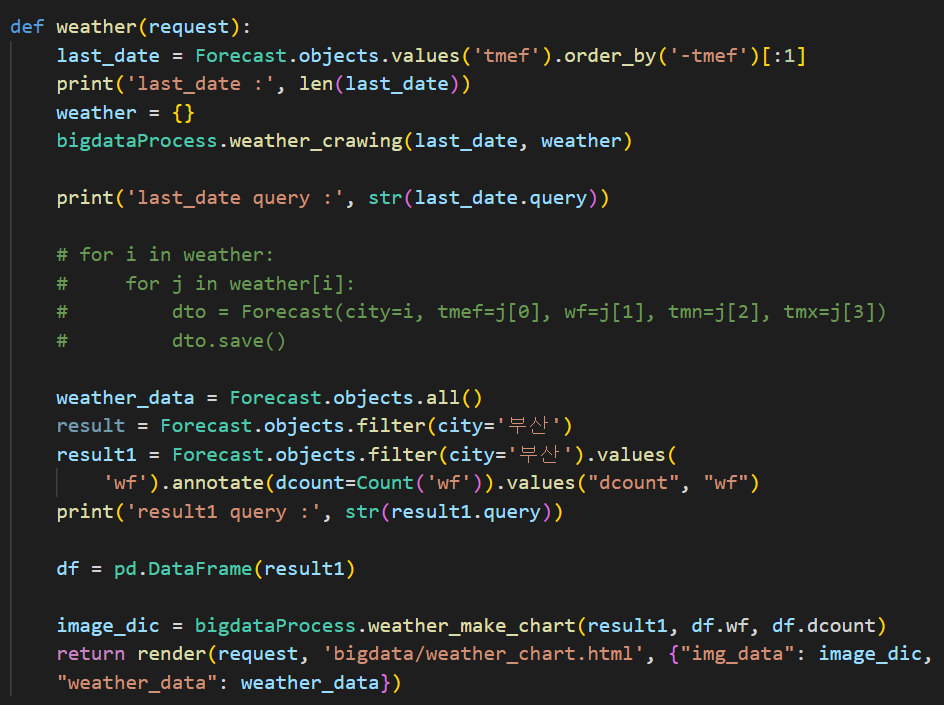 def weather(request):
    last_date = Forecast.objects.values('tmef').order_by('-tmef')[:1]
    print('last_date :', len(last_date))
    weather = {}
    bigdataProcess.weather_crawing(last_date, weather)

    print('last_date query :', str(last_date.query))

    # for i in weather:
    #     for j in weather[i]:
    #         dto = Forecast(city=i, tmef=j[0], wf=j[1], tmn=j[2], tmx=j[3])
    #         dto.save()

    weather_data = Forecast.objects.all()
    result = Forecast.objects.filter(city='부산')
    result1 = Forecast.objects.filter(city='부산').values(
        'wf').annotate(dcount=Count('wf')).values("dcount", "wf")
    print('result1 query :', str(result1.query))

    df = pd.DataFrame(result1)

    image_dic = bigdataProcess.weather_make_chart(result1, df.wf, df.dcount)
    return render(request, 'bigdata/weather_chart.html', {"img_data": image_dic,
    "weather_data": weather_data})